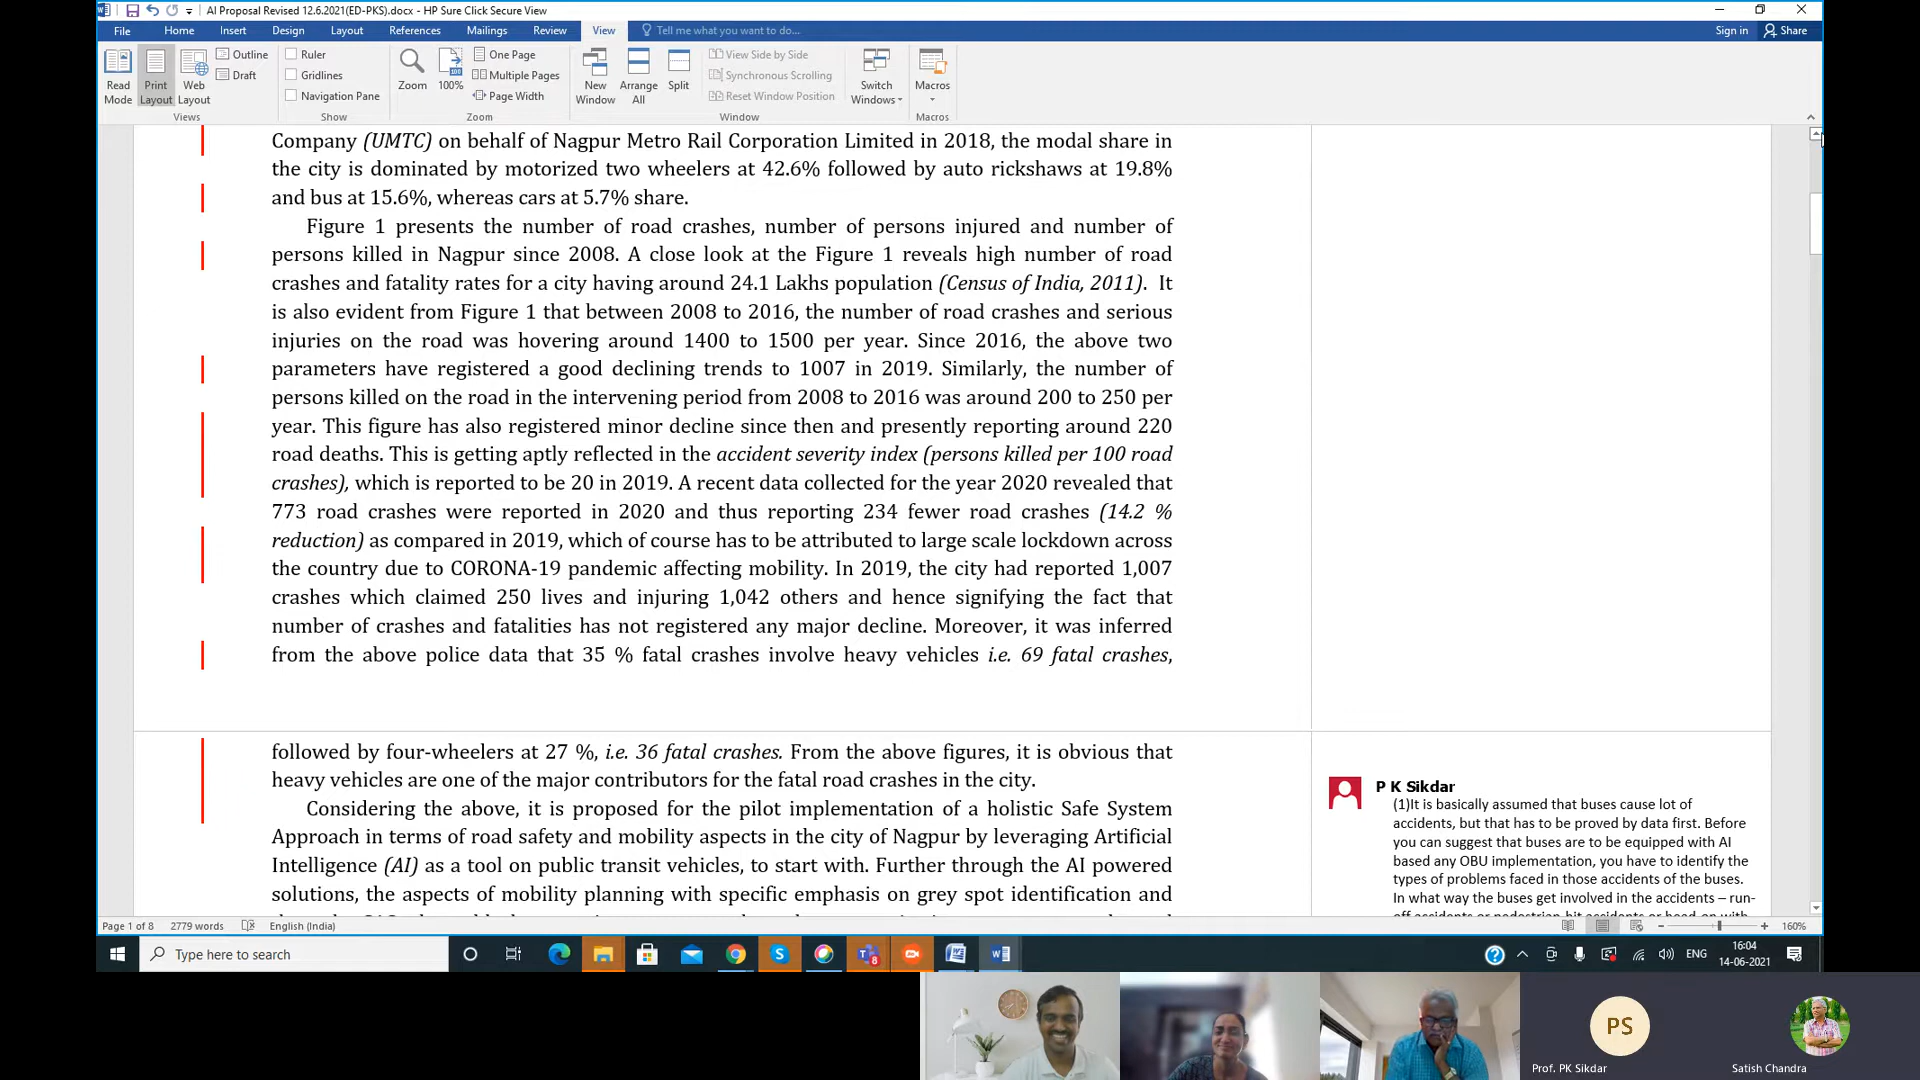 AI Proposal Revised 12.6.2021(ED-PKS).docx - HP Sure Click Secure View
File Home Insert Design Layout References Mailings Review View Tell me what you want to do... Sign in Share
Read Mode
Print Layout
Web Layout
Outline
Draft
Views
Ruler
Gridlines
Navigation Pane
Show
Zoom
100%
One Page
Multiple Pages
Page Width
Zoom
New Window
Arrange All
Split
View Side by Side
Synchronous Scrolling
Reset Window Position
Window
Switch Windows
Macros
Macros
Company (UMTC) on behalf of Nagpur Metro Rail Corporation Limited in 2018, the modal share in
the city is dominated by motorized two wheelers at 42.6% followed by auto rickshaws at 19.8%
and bus at 15.6%, whereas cars at 5.7% share.
Figure 1 presents the number of road crashes, number of persons injured and number of
persons killed in Nagpur since 2008. A close look at the Figure 1 reveals high number of road
crashes and fatality rates for a city having around 24.1 Lakhs population (Census of India, 2011). It
is also evident from Figure 1 that between 2008 to 2016, the number of road crashes and serious
injuries on the road was hovering around 1400 to 1500 per year. Since 2016, the above two
parameters have registered a good declining trends to 1007 in 2019. Similarly, the number of
persons killed on the road in the intervening period from 2008 to 2016 was around 200 to 250 per
year. This figure has also registered minor decline since then and presently reporting around 220
road deaths. This is getting aptly reflected in the accident severity index (persons killed per 100 road
crashes), which is reported to be 20 in 2019. A recent data collected for the year 2020 revealed that
773 road crashes were reported in 2020 and thus reporting 234 fewer road crashes (14.2 %
reduction) as compared in 2019, which of course has to be attributed to large scale lockdown across
the country due to CORONA-19 pandemic affecting mobility. In 2019, the city had reported 1,007
crashes which claimed 250 lives and injuring 1,042 others and hence signifying the fact that
number of crashes and fatalities has not registered any major decline. Moreover, it was inferred
from the above police data that 35 % fatal crashes involve heavy vehicles i.e. 69 fatal crashes,
followed by four-wheelers at 27 %, i.e. 36 fatal crashes. From the above figures, it is obvious that
heavy vehicles are one of the major contributors for the fatal road crashes in the city.
Considering the above, it is proposed for the pilot implementation of a holistic Safe System
Approach in terms of road safety and mobility aspects in the city of Nagpur by leveraging Artificial
Intelligence (AI) as a tool on public transit vehicles, to start with. Further through the AI powered
solutions, the aspects of mobility planning with specific emphasis on grey spot identification and
P K Sikdar
(1)It is basically assumed that buses cause lot of
accidents, but that has to be proved by data first. Before
you can suggest that buses are to be equipped with AI
based any OBU implementation, you have to identify the
types of problems faced in those accidents of the buses.
In what way the buses get involved in the accidents – run-
Page 1 of 8 2779 words English (India) 160%
Type here to search
ENG
16:04
14-06-2021
PS
Prof. PK Sikdar
Satish Chandra